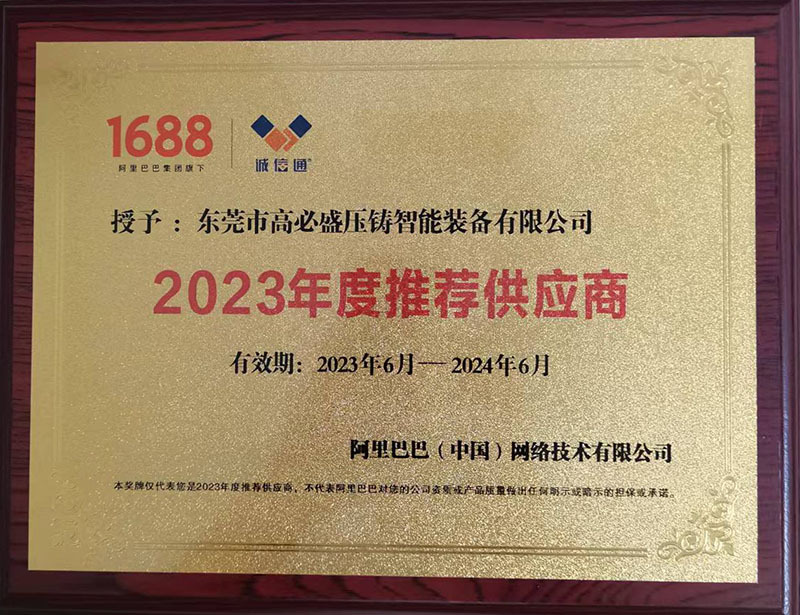 1688
阿里巴巴集团旗下
诚信通®
授予：东莞市高必盛压铸智能装备有限公司
2023年度推荐供应商
有效期：2023年6月——2024年6月
阿里巴巴（中国）网络技术有限公司
本奖牌仅代表您是2023年度推荐供应商，不代表阿里巴巴对您的公司资质或产品质量做出任何明示或暗示的担保或承诺。